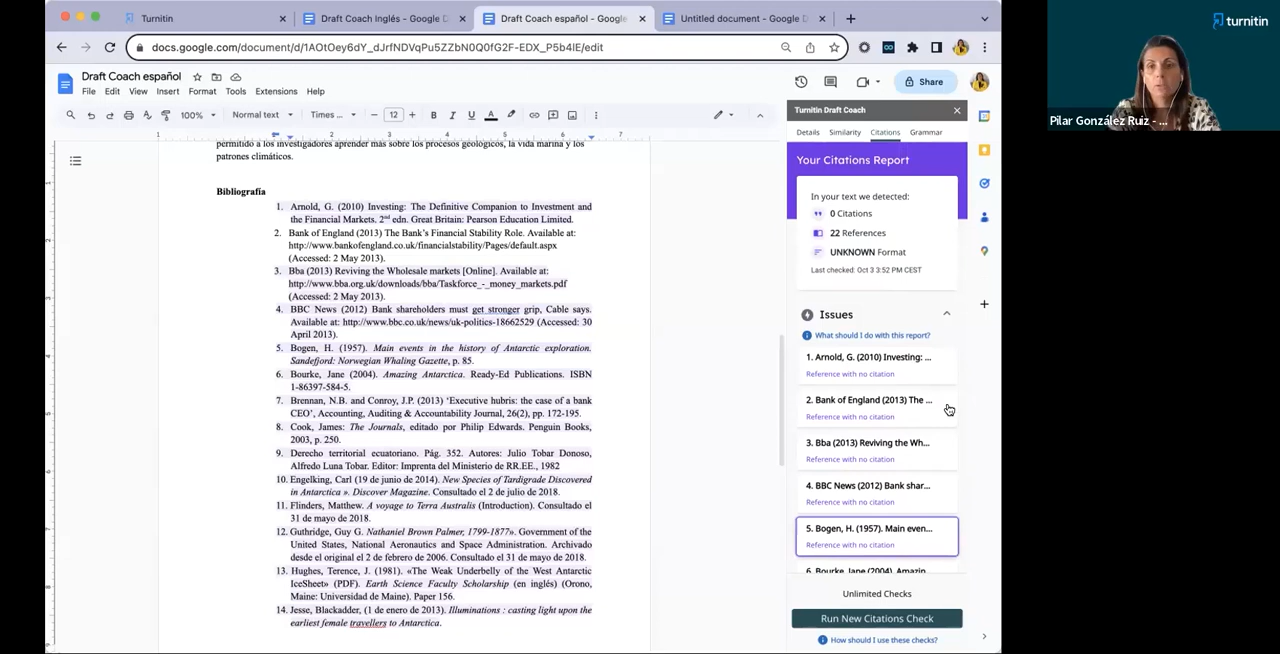 Turnitin
Draft Coach inglés - Google D
Draft Coach español - Google
Untitled document - Google D
docs.google.com/document/d/1AOtOey6dY_dJrfNDVqPu5ZZbN0Q0fG2F-EDX_P5b4lE/edit
Draft Coach español
File Edit View Insert Format Tools Extensions Help
Share
100% Normal text Times ... 12 B I U A
1 1 2 3 4 5 6 7
permitido a los investigadores aprender más sobre los procesos geológicos, la vida marina y los
patrones climáticos.
Bibliografía
1. Arnold, G. (2010) Investing: The Definitive Companion to Investment and
the Financial Markets. 2nd edn. Great Britain: Pearson Education Limited.
2. Bank of England (2013) The Bank's Financial Stability Role. Available at:
http://www.bankofengland.co.uk/financialstability/Pages/default.aspx
(Accessed: 2 May 2013).
3. Bba (2013) Reviving the Wholesale markets [Online]. Available at:
http://www.bba.org.uk/downloads/bba/Taskforce_-_money_markets.pdf
(Accessed: 2 May 2013).
4. BBC News (2012) Bank shareholders must get stronger grip, Cable says.
Available at: http://www.bbc.co.uk/news/uk-politics-18662529 (Accessed: 30
April 2013).
5. Bogen, H. (1957). Main events in the history of Antarctic exploration.
Sandefjord: Norwegian Whaling Gazette, p. 85.
6. Bourke, Jane (2004). Amazing Antarctica. Ready-Ed Publications. ISBN
1-86397-584-5.
7. Brennan, N.B. and Conroy, J.P. (2013) 'Executive hubris: the case of a bank
CEO', Accounting, Auditing & Accountability Journal, 26(2), pp. 172-195.
8. Cook, James: The Journals, editado por Philip Edwards. Penguin Books,
2003, p. 250.
9. Derecho territorial ecuatoriano. Pág. 352. Autores: Julio Tobar Donoso,
Alfredo Luna Tobar. Editor: Imprenta del Ministerio de RR.EE., 1982
10. Engelking, Carl (19 de junio de 2014). New Species of Tardigrade Discovered
in Antarctica ». Discover Magazine. Consultado el 2 de julio de 2018.
11. Flinders, Matthew. A voyage to Terra Australis (Introduction). Consultado el
31 de mayo de 2018.
12. Guthridge, Guy G. Nathaniel Brown Palmer, 1799-1877». Government of the
United States, National Aeronautics and Space Administration. Archivado
desde el original el 2 de febrero de 2006. Consultado el 31 de mayo de 2018.
13. Hughes, Terence, J. (1981). «The Weak Underbelly of the West Antarctic
IceSheet» (PDF). Earth Science Faculty Scholarship (en inglés) (Orono,
Maine: Universidad de Maine). Paper 156.
14. Jesse, Blackadder, (1 de enero de 2013). Illuminations : casting light upon the
earliest female travellers to Antarctica.
Turnitin Draft Coach
Details Similarity Citations Grammar
Your Citations Report
In your text we detected:
0 Citations
22 References
UNKNOWN Format
Last checked: Oct 3 3:52 PM CEST
Issues
What should I do with this report?
1. Arnold, G. (2010) Investing: ...
Reference with no citation
2. Bank of England (2013) The ...
Reference with no citation
3. Bba (2013) Reviving the Wh...
Reference with no citation
4. BBC News (2012) Bank shar...
Reference with no citation
5. Bogen, H. (1957). Main even...
Reference with no citation
6. Bourke, Jane (2004). Amazin
Unlimited Checks
Run New Citations Check
How should I use these checks?
turnitin
Pilar González Ruiz - ...